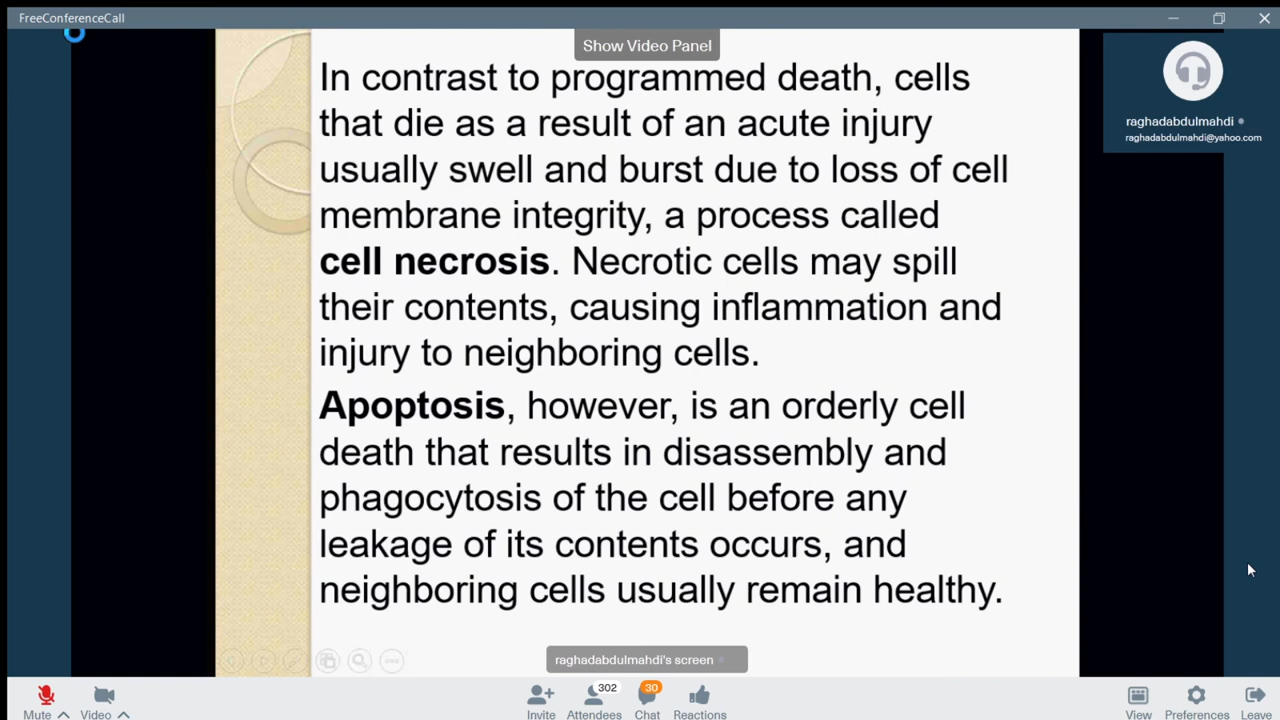 FreeConferenceCall
Show Video Panel
In contrast to programmed death, cells
that die as a result of an acute injury
usually swell and burst due to loss of cell
membrane integrity, a process called
cell necrosis. Necrotic cells may spill
their contents, causing inflammation and
injury to neighboring cells.
Apoptosis, however, is an orderly cell
death that results in disassembly and
phagocytosis of the cell before any
leakage of its contents occurs, and
neighboring cells usually remain healthy.
raghadabdulmahdi
raghadabdulmahdi@yahoo.com
raghadabdulmahdi's screen
302
30
Mute
Video
Invite
Attendees
Chat
Reactions
View
Preferences
Leave